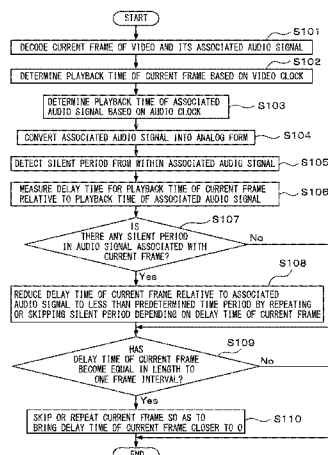 START
S101
DECODE CURRENT FRAME OF VIDEO AND ITS ASSOCIATED AUDIO SIGNAL
S102
DETERMINE PLAYBACK TIME OF CURRENT FRAME BASED ON VIDEO CLOCK
DETERMINE PLAYBACK TIME OF ASSOCIATED
AUDIO SIGNAL BASED ON AUDIO CLOCK
S103
CONVERT ASSOCIATED AUDIO SIGNAL INTO ANALOG FORM
S104
DETECT SILENT PERIOD FROM WITHIN ASSOCIATED AUDIO SIGNAL
S105
MEASURE DELAY TIME FOR PLAYBACK TIME OF CURRENT FRAME
RELATIVE TO PLAYBACK TIME OF ASSOCIATED AUDIO SIGNAL
S106
S107
IS
THERE ANY SILENT PERIOD
IN AUDIO SIGNAL ASSOCIATED WITH
CURRENT FRAME?
No
Yes
S108
REDUCE DELAY TIME OF CURRENT FRAME RELATIVE TO ASSOCIATED
AUDIO SIGNAL TO LESS THAN PREDETERMINED TIME PERIOD BY REPEATING
OR SKIPPING SILENT PERIOD DEPENDING ON DELAY TIME OF CURRENT FRAME
S109
HAS
DELAY TIME OF CURRENT FRAME
BECOME EQUAL IN LENGTH TO
ONE FRAME INTERVAL?
No
Yes
SKIP OR REPEAT CURRENT FRAME SO AS TO
BRING DELAY TIME OF CURRENT FRAME CLOSER TO 0
S110
END